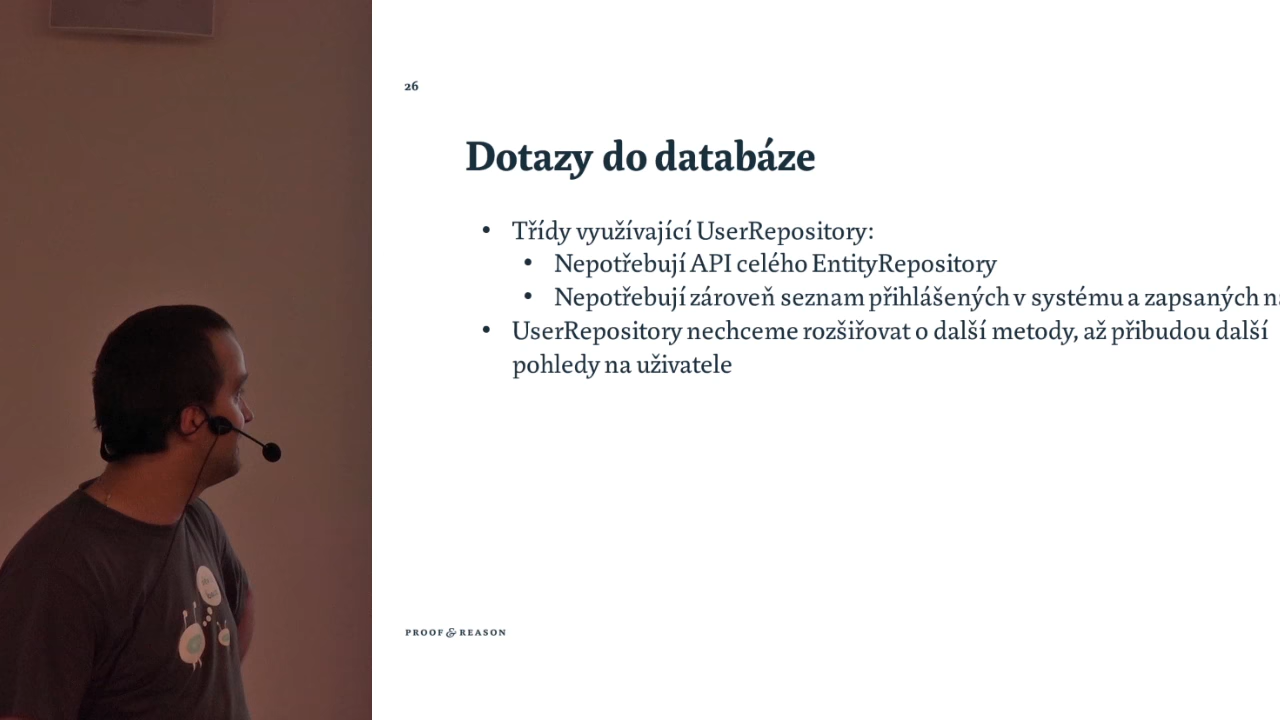 26
Dotazy do databáze
• Třídy využívající UserRepository:
• Nepotřebují API celého EntityRepository
• Nepotřebují zároveň seznam přihlášených v systému a zapsaných
• UserRepository nechceme rozšiřovat o další metody, až přibudou další
pohledy na uživatele
PROOF & REASON